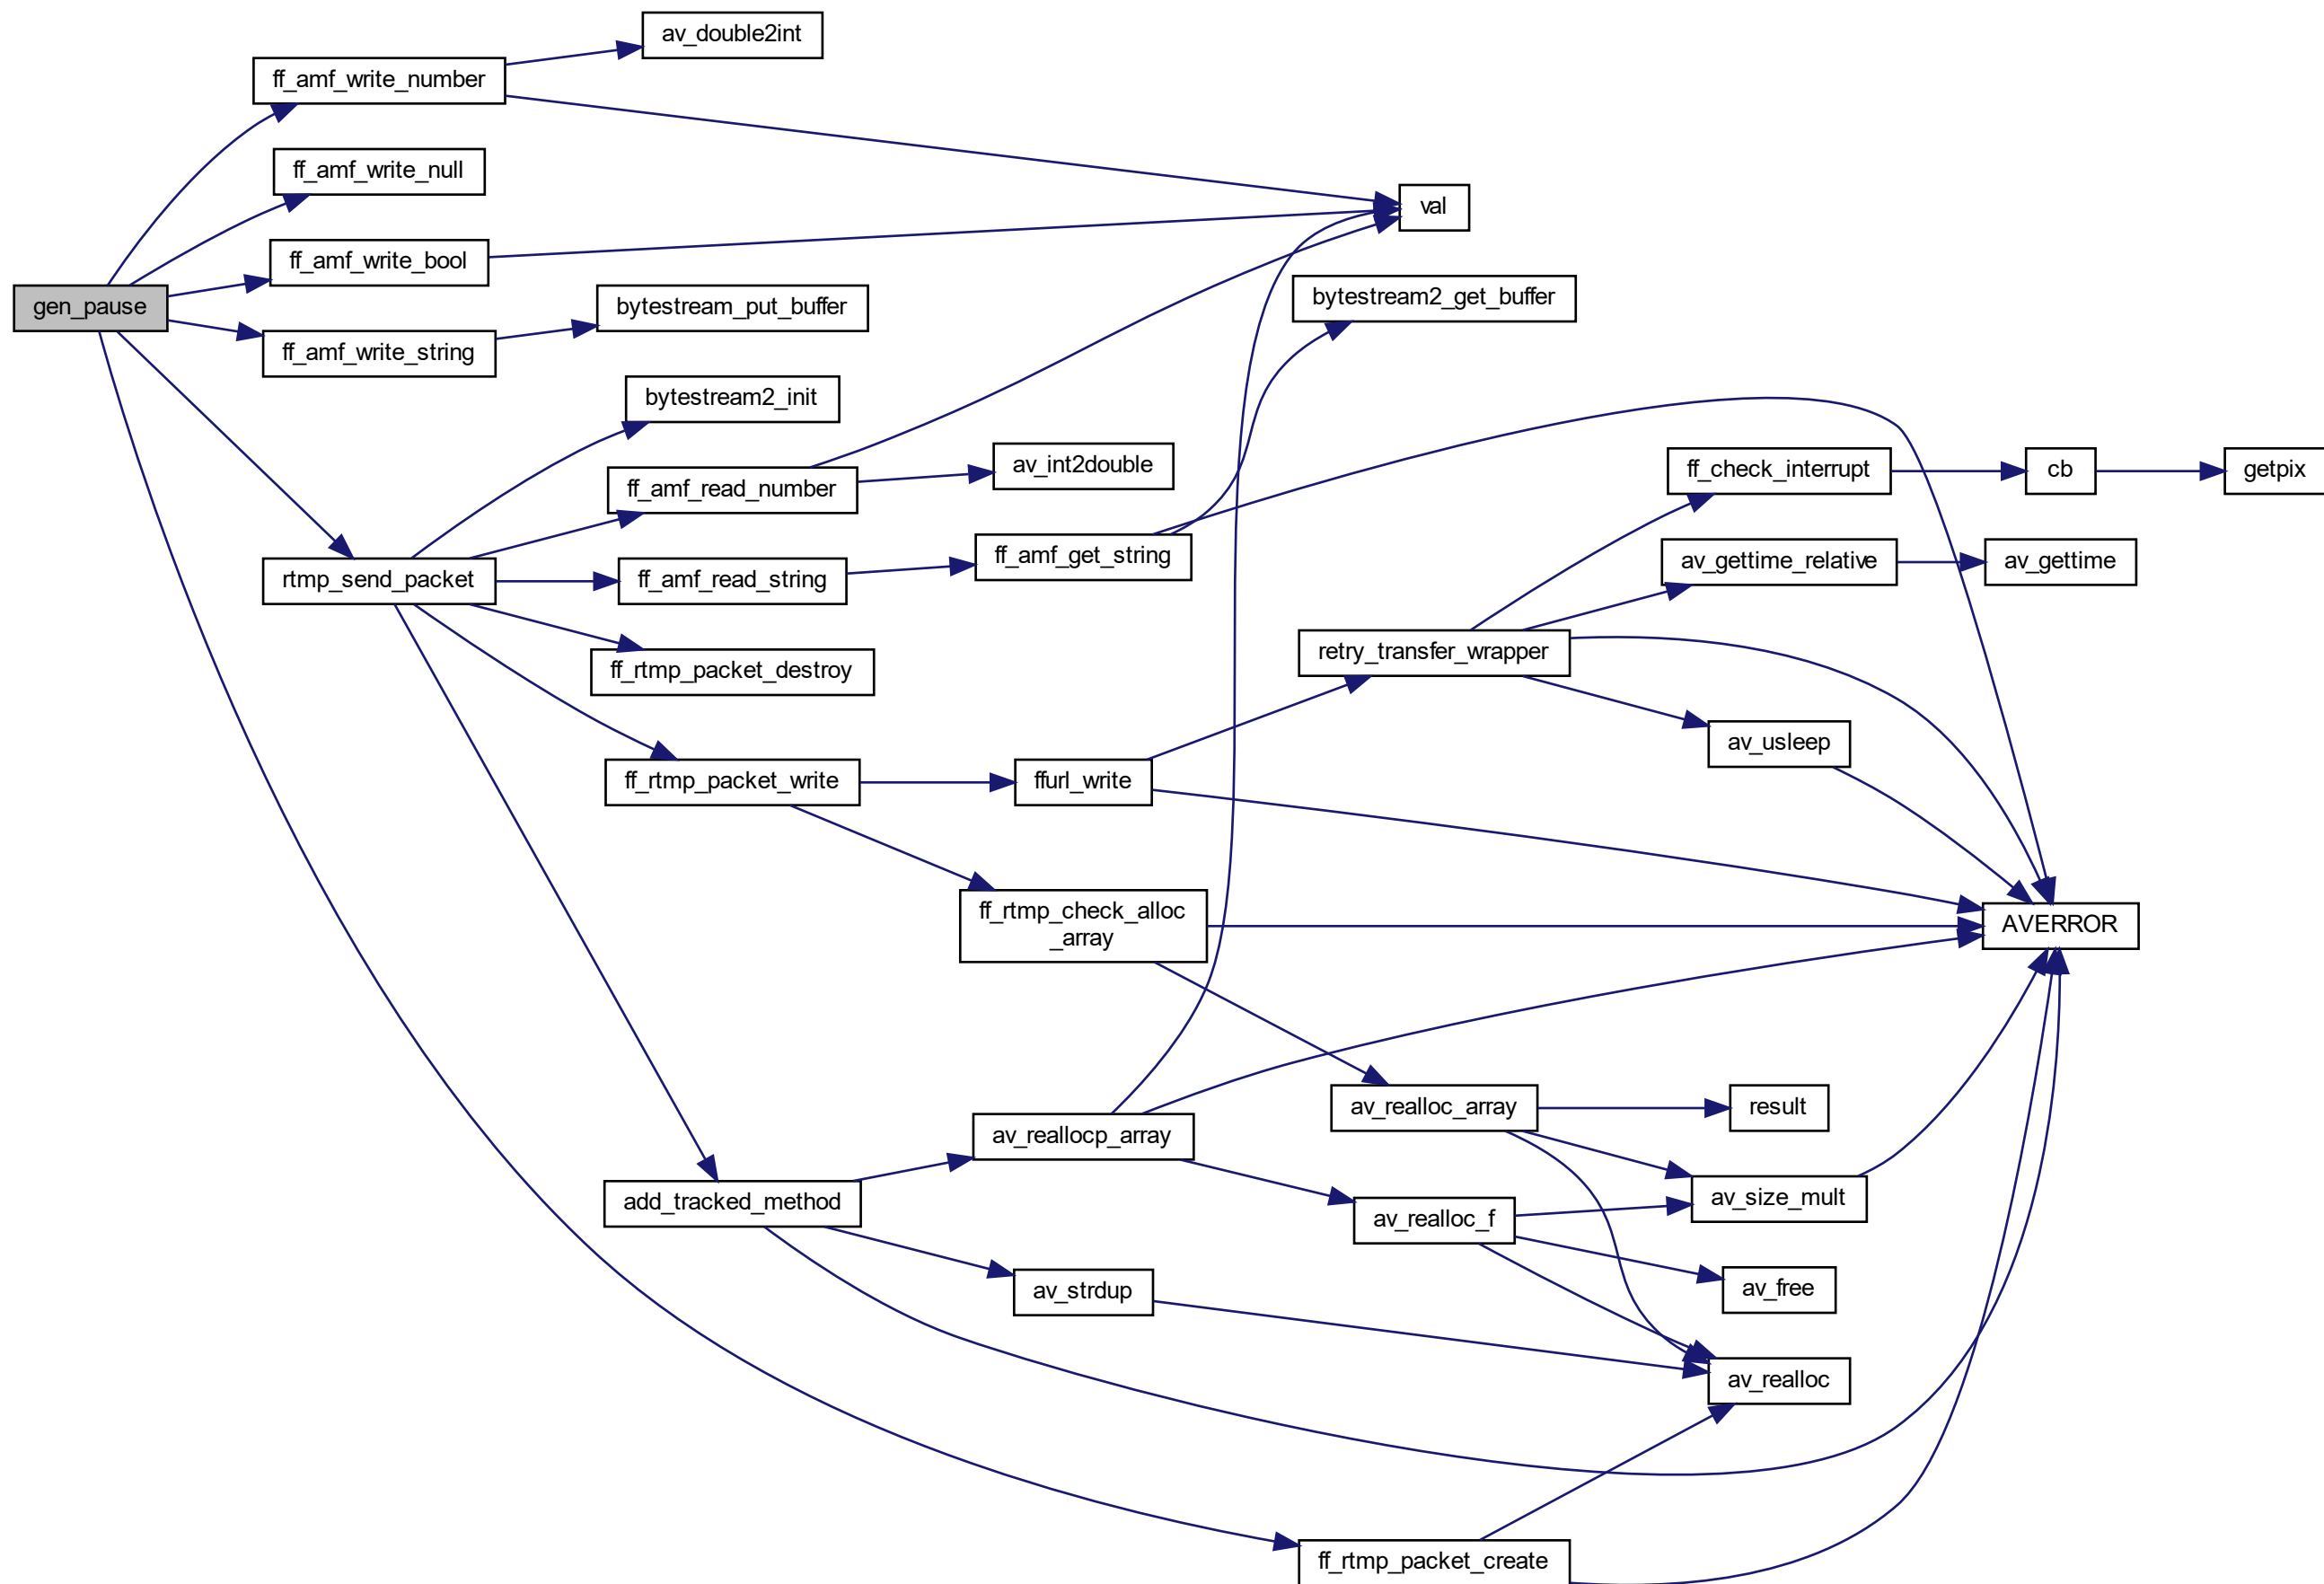 av_double2int
ff_amf_write_number
ff_amf_write_null
val
ff_amf_write_bool
gen_pause
bytestream_put_buffer
bytestream2_get_buffer
ff_amf_write_string
bytestream2_init
ff_amf_read_number
av_int2double
ff_check_interrupt
cb
getpix
rtmp_send_packet
ff_amf_read_string
ff_amf_get_string
av_gettime_relative
av_gettime
ff_rtmp_packet_destroy
retry_transfer_wrapper
av_usleep
ff_rtmp_packet_write
ffurl_write
ff_rtmp_check_alloc
_array
AVERROR
av_reallocp_array
av_realloc_array
result
add_tracked_method
av_realloc_f
av_size_mult
av_strdup
av_free
av_realloc
ff_rtmp_packet_create